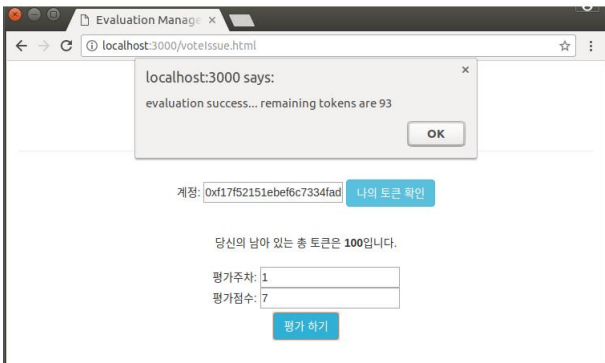 Evaluation Manage
localhost:3000/voteIssue.html
localhost:3000 says:
evaluation success... remaining tokens are 93
OK
계정: 0xf17f52151ebef6c7334fad 나의 토큰 확인
당신의 남아 있는 총 토큰은 100입니다.
평가주차: 1
평가점수: 7
평가 하기